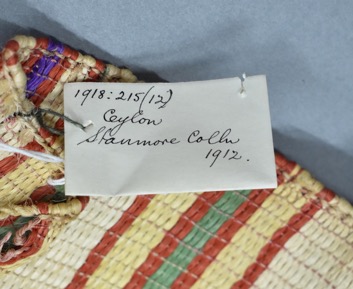 1918:215(12)
Ceylon
Stanmore Colln
1912.